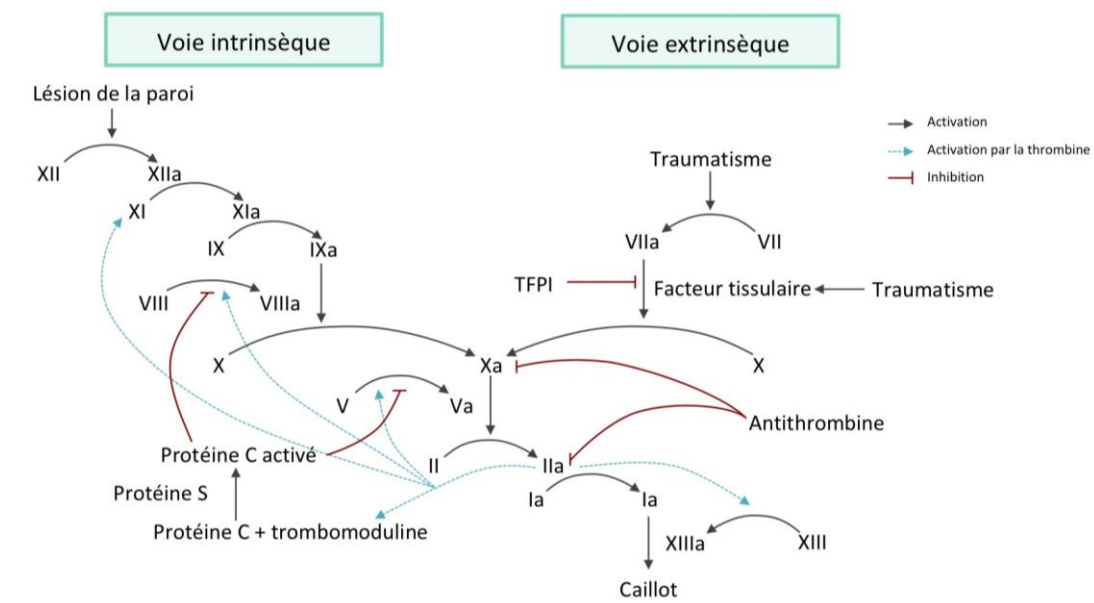 Voie intrinsèque
Voie extrinsèque
Lésion de la paroi
Activation
Activation par la thrombine
Inhibition
Traumatisme
XII
XIIa
XI
XIa
IX
IXa
VIIa
VII
TFPI
Facteur tissulaire
Traumatisme
VIII
VIIIa
X
Xa
X
V
Va
Antithrombine
Protéine C activé
II
IIa
Protéine S
Ia
Ia
Protéine C + trombomoduline
XIIIa
XIII
Caillot